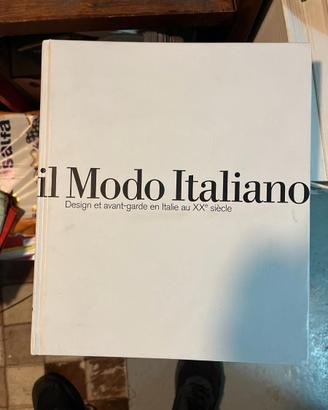 il Modo Italiano
Design et avant-garde en Italie au XXᵉ siècle